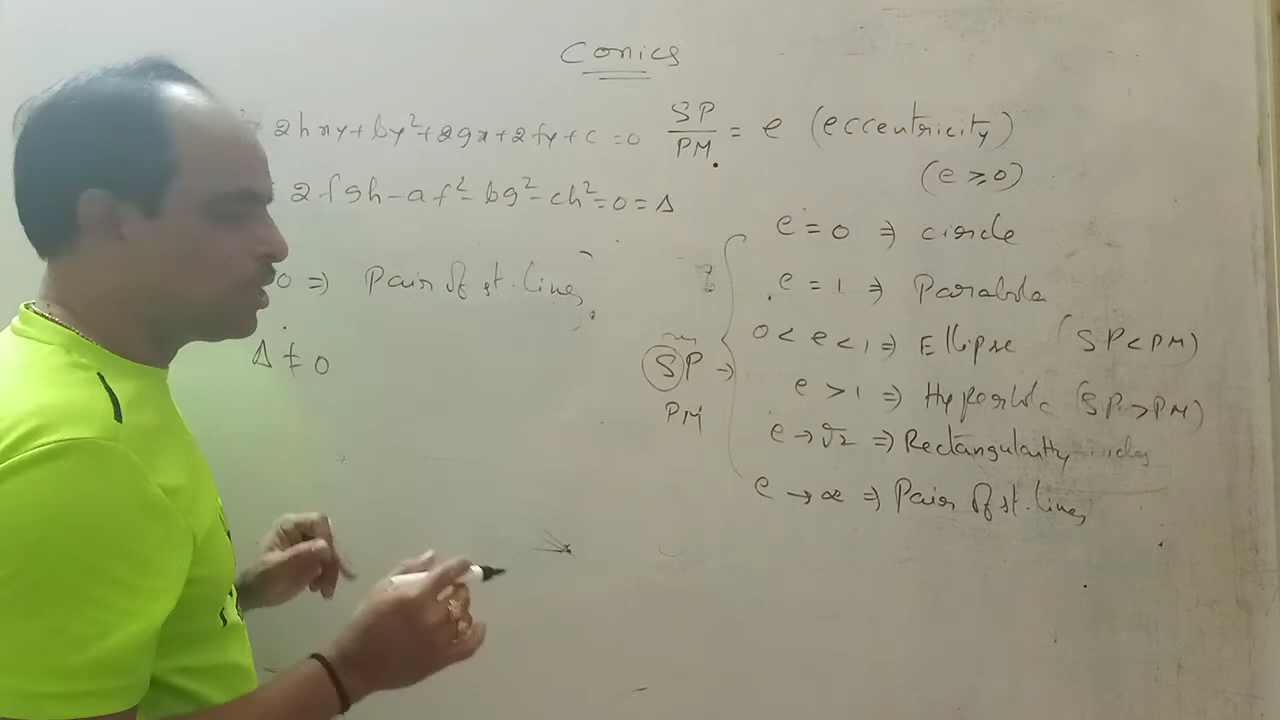 Conics
2hxy+by²+2gx+2fy+c=0
2fgh-af²-bg²-ch²=0=Δ
0 ⇒ Pair of st. lines
Δ ≠ 0
SP/PM = e (eccentricity)
(e ≥ 0)
e = 0 ⇒ circle
e = 1 ⇒ Parabola
0 < e < 1 ⇒ Ellipse (SP < PM)
e > 1 ⇒ (SP > PM)
e → √2 ⇒
e → ∝ ⇒ Pair of st. lines
SP →
PM